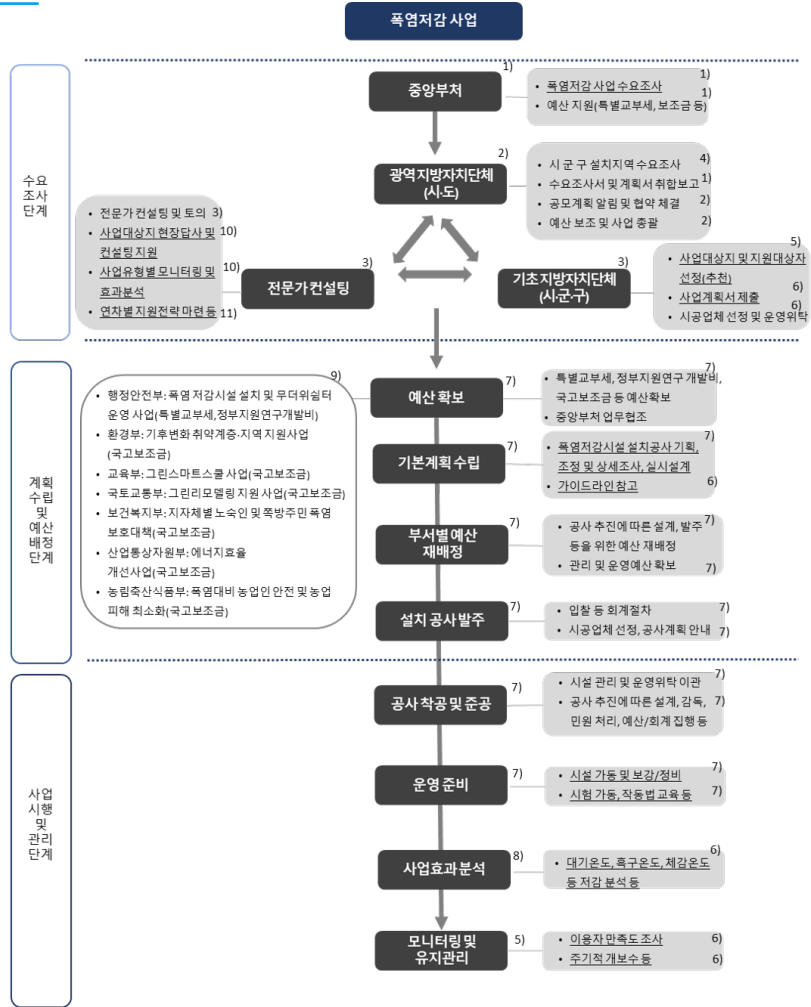 폭염저감 사업
수요
조사
단계
중앙부처 1)
• 폭염저감 사업 수요조사 1)
• 예산 지원(특별교부세, 보조금 등) 1)
광역지방자치단체
(시·도) 2)
• 시 군 구 설치지역 수요조사 4)
• 수요조사서 및 계획서 취합보고 1)
• 공모계획 알림 및 협약 체결 2)
• 예산 보조 및 사업 총괄 2)
• 전문가 컨설팅 및 토의 3)
• 사업대상지 현장답사 및 10)
컨설팅 지원
• 사업유형별 모니터링 및 10)
효과분석
• 연차별 지원전략 마련 등 11)
전문가 컨설팅 3)
기초지방자치단체
(시·군·구) 3)
• 사업대상지 및 지원대상자 5)
선정(추천)
• 사업계획서 제출 6)
• 시공업체 선정 및 운영위탁 6)
계획
수립
및
예산
배정
단계
9)
• 행정안전부: 폭염 저감시설 설치 및 무더위쉼터
운영 사업(특별교부세, 정부지원연구개발비)
• 환경부: 기후변화 취약계층·지역 지원사업
(국고보조금)
• 교육부: 그린스마트스쿨 사업(국고보조금)
• 국토교통부: 그린리모델링 지원 사업(국고보조금)
• 보건복지부: 지자체별 노숙인 및 쪽방주민 폭염
보호대책(국고보조금)
• 산업통상자원부: 에너지효율
개선사업(국고보조금)
• 농림축산식품부: 폭염대비 농업인 안전 및 농업
피해 최소화(국고보조금)
예산 확보 7)
• 특별교부세, 정부지원연구 개발비, 7)
국고보조금 등 예산확보
• 중앙부처 업무협조
기본계획 수립 7)
• 폭염저감시설 설치공사 기획, 7)
조정 및 상세조사, 실시설계
• 가이드라인 참고 6)
부서별 예산
재배정 7)
• 공사 추진에 따른 설계, 발주 7)
등을 위한 예산 재배정
• 관리 및 운영예산 확보 7)
설치 공사 발주 7)
• 입찰 등 회계절차 7)
• 시공업체 선정, 공사계획 안내 7)
사업
시행
및
관리
단계
공사 착공 및 준공 7)
• 시설 관리 및 운영위탁 이관 7)
• 공사 추진에 따른 설계, 감독, 7)
민원 처리, 예산/회계 집행 등
운영 준비 7)
• 시설 가동 및 보강/정비 7)
• 시험 가동, 작동법 교육 등 7)
사업효과 분석 8)
• 대기온도, 흑구온도, 체감온도 6)
등 저감 분석 등
모니터링 및
유지관리 5)
• 이용자 만족도 조사 6)
• 주기적 개보수 등 6)